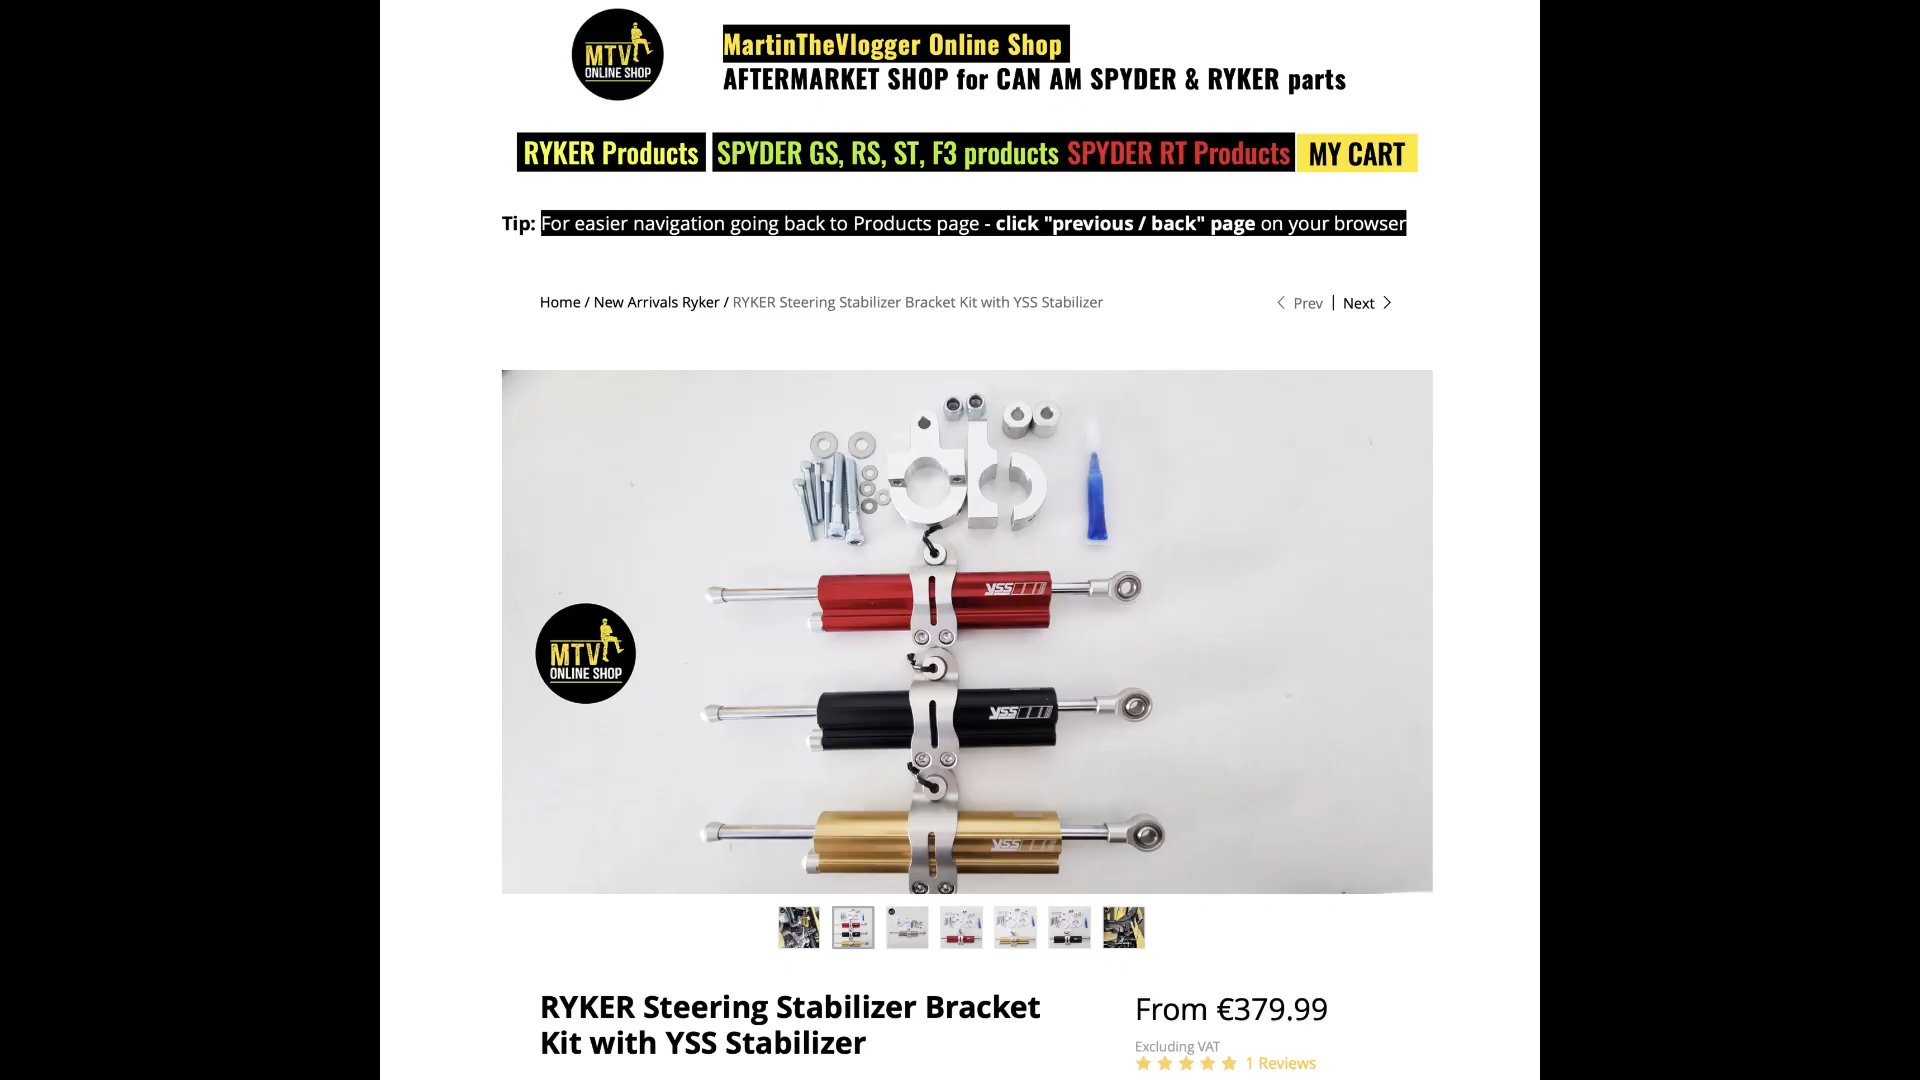 MTV
ONLINE SHOP
MartinTheVlogger Online Shop
AFTERMARKET SHOP for CAN AM SPYDER & RYKER parts
RYKER Products SPYDER GS, RS, ST, F3 products SPYDER RT Products MY CART
Tip: For easier navigation going back to Products page - click "previous / back" page on your browser
Home / New Arrivals Ryker / RYKER Steering Stabilizer Bracket Kit with YSS Stabilizer
Prev | Next
YSS
MTV
ONLINE SHOP
YSS
YSS
RYKER Steering Stabilizer Bracket
Kit with YSS Stabilizer
From €379.99
Excluding VAT
1 Reviews